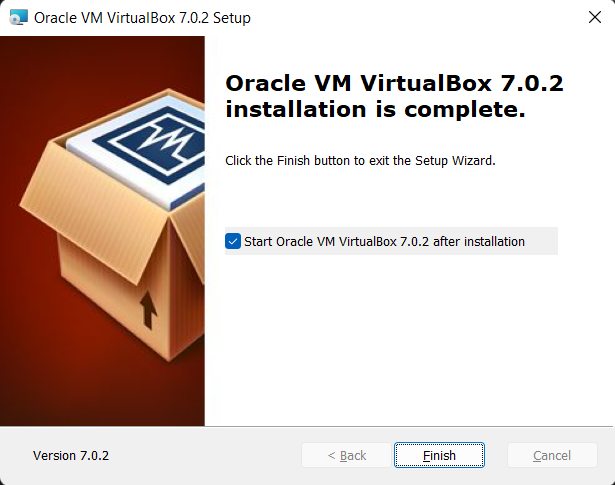 Oracle VM VirtualBox 7.0.2 Setup
Oracle VM VirtualBox 7.0.2
installation is complete.
Click the Finish button to exit the Setup Wizard.
Start Oracle VM VirtualBox 7.0.2 after installation
Version 7.0.2
< Back
Finish
Cancel